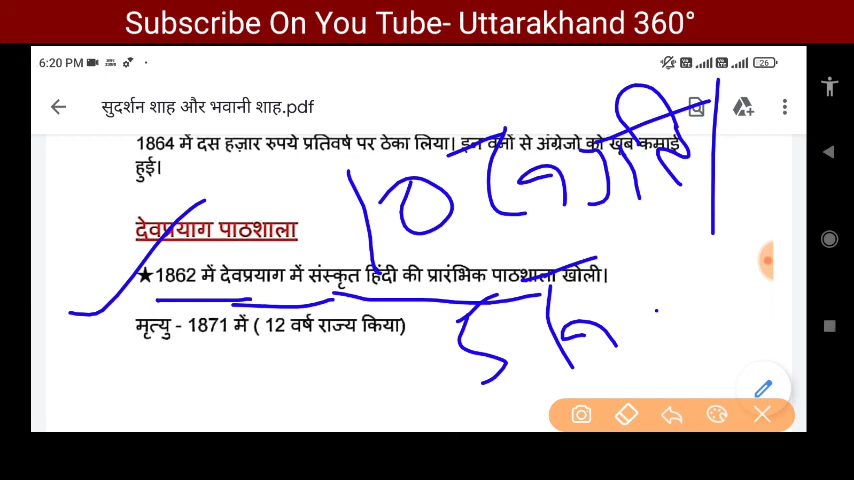 Subscribe On You Tube- Uttarakhand 360°
6:20 PM
26
सुदर्शन शाह और भवानी शाह.pdf
1864 में दस हज़ार रुपये प्रतिवर्ष पर ठेका लिया। इन वनों से अंग्रेजो को खूब कमाई
हुई।
देवप्रयाग पाठशाला
★1862 में देवप्रयाग में संस्कृत हिंदी की प्रारंभिक पाठशाला खोली।
मृत्यु - 1871 में ( 12 वर्ष राज्य किया)